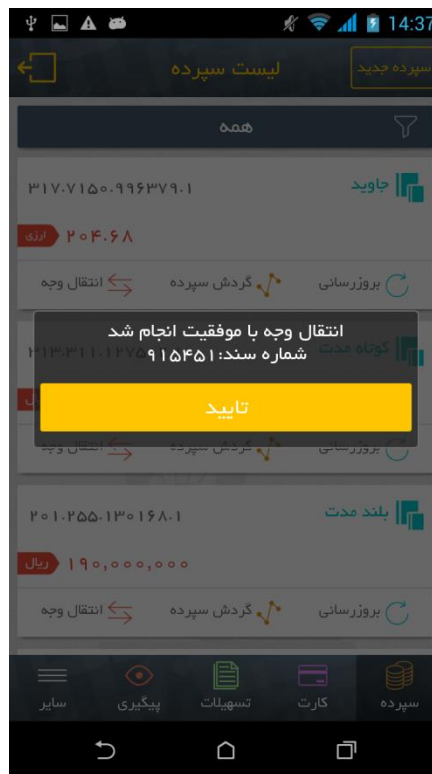 14:37
سپرده جدید
لیست سپرده
همه
جاوید
۳۱۷.۷۱۵۰.۹۹۶۳۷۹.۱
۲۰۴.۶۸ ارزی
بروزرسانی گردش سپرده انتقال وجه
انتقال وجه با موفقیت انجام شد
شماره سند:۹۱۵۴۵۱
کوتاه مدت
تایید
بروزرسانی گردش سپرده انتقال وجه
بلند مدت
۲۰۱.۲۵۵.۱۳۰۱۶۸.۱
۱۹۰,۰۰۰,۰۰۰ ریال
بروزرسانی گردش سپرده انتقال وجه
سپرده کارت تسهیلات پیگیری سایر